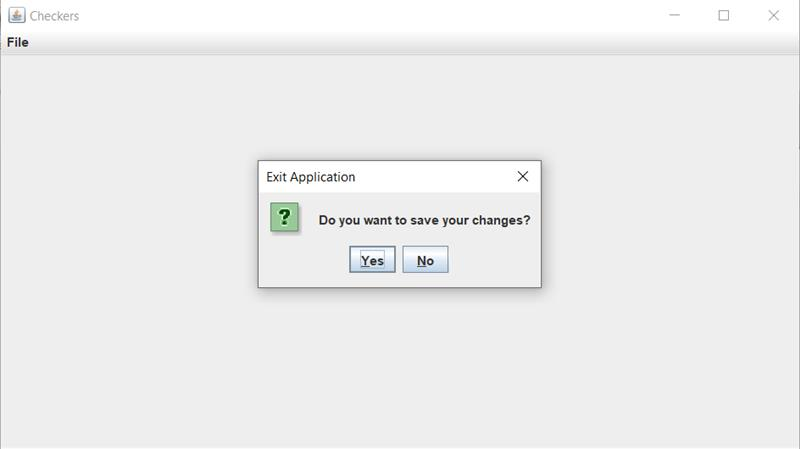 Checkers
File
Exit Application
?
Do you want to save your changes?
Yes No